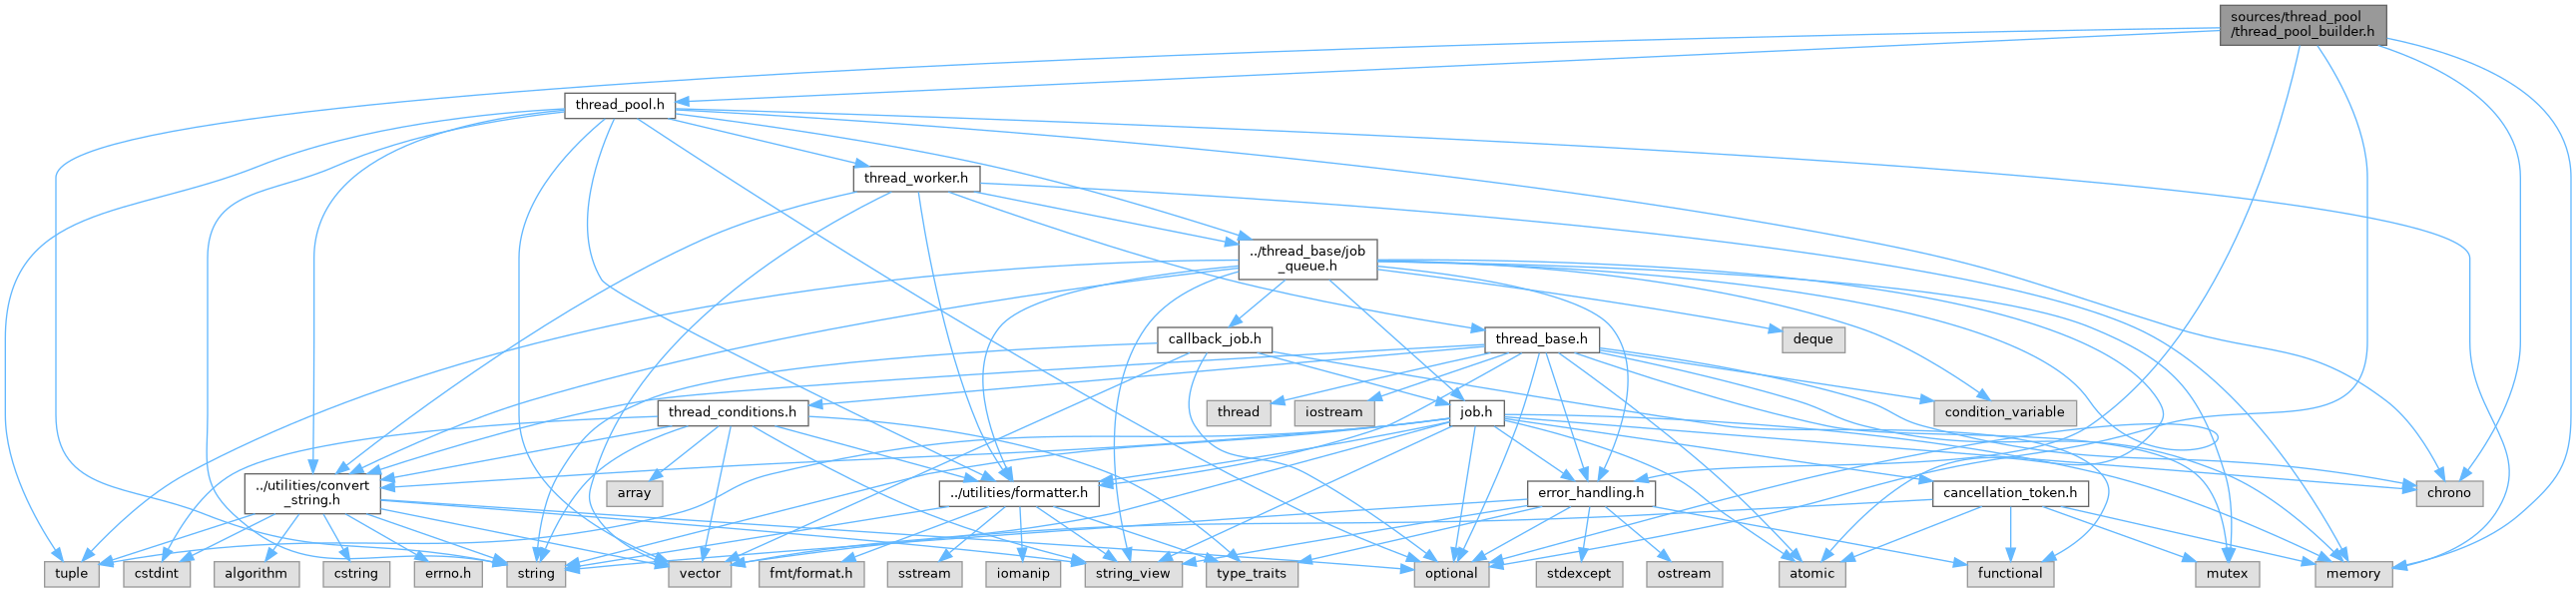 sources/thread_pool
/thread_pool_builder.h
thread_pool.h
thread_worker.h
../thread_base/job
_queue.h
callback_job.h
thread_base.h
deque
thread_conditions.h
thread
iostream
job.h
condition_variable
../utilities/convert
_string.h
array
../utilities/formatter.h
error_handling.h
cancellation_token.h
chrono
tuple
cstdint
algorithm
cstring
errno.h
string
vector
fmt/format.h
sstream
iomanip
string_view
type_traits
optional
stdexcept
ostream
atomic
functional
mutex
memory